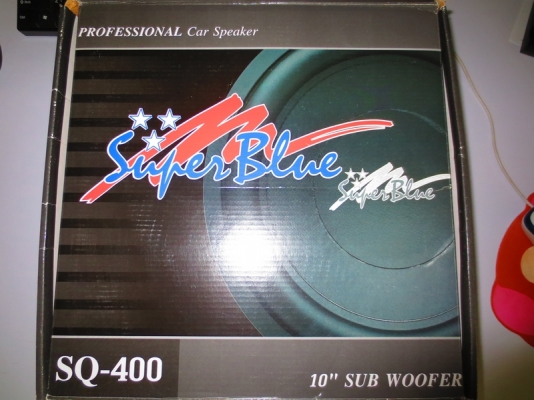 PROFESSIONAL Car Speaker
Super Blue
Super Blue
SQ-400
10" SUB WOOFER